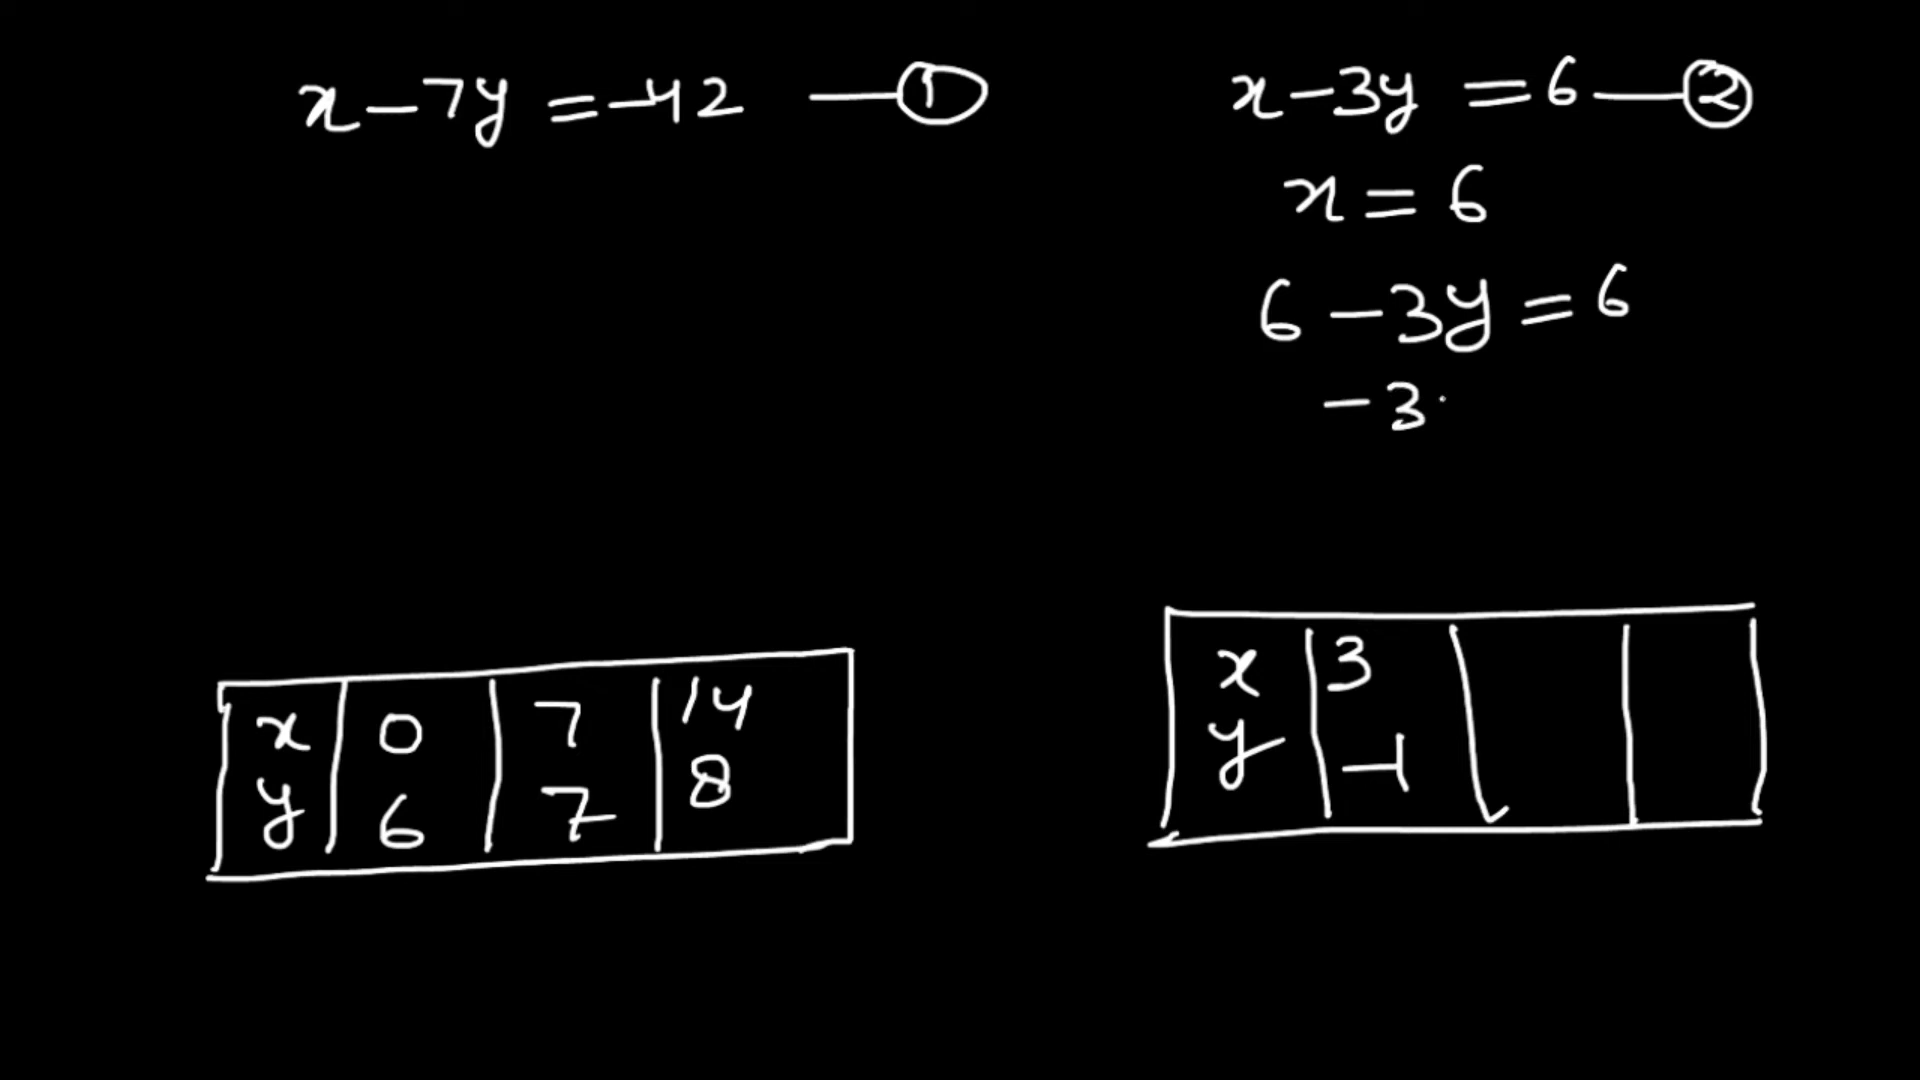 x - 7y = -42 — ①
x - 3y = 6 — ②
x = 6
6 - 3y = 6
- 3
x 0 7 14
y 6 7 8
x 3
y -1